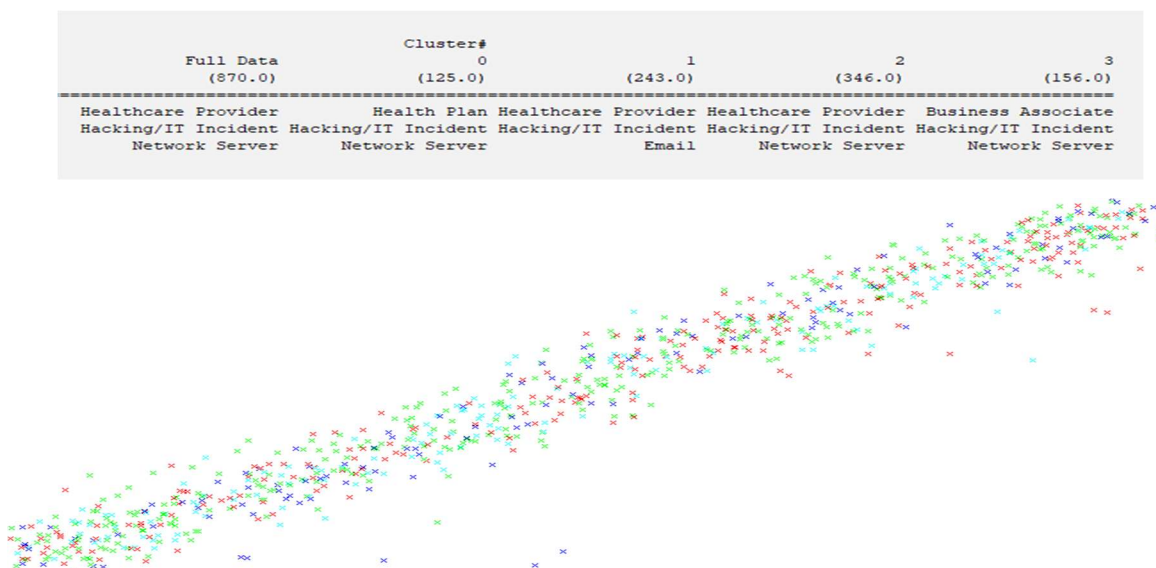 Cluster#
Full Data 0 1 2 3
(870.0) (125.0) (243.0) (346.0) (156.0)
Healthcare Provider Health Plan Healthcare Provider Healthcare Provider Business Associate
Hacking/IT Incident Hacking/IT Incident Hacking/IT Incident Hacking/IT Incident Hacking/IT Incident
Network Server Network Server Email Network Server Network Server